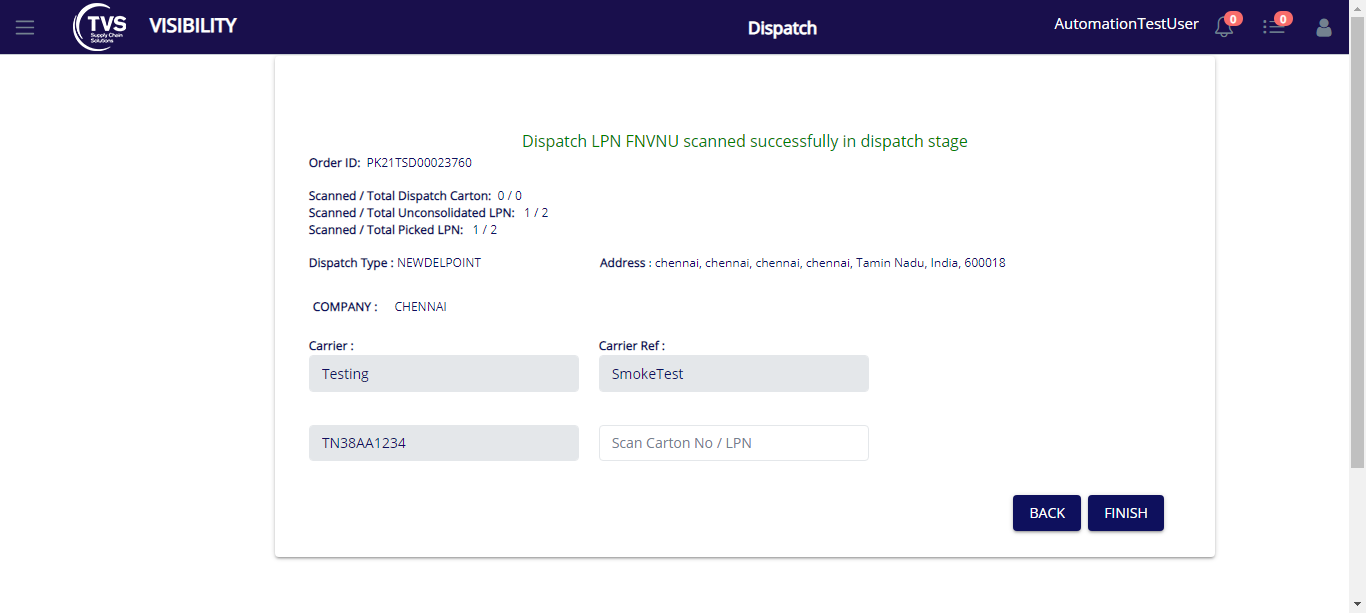 TVS
Supply Chain
Solutions
VISIBILITY
Dispatch
AutomationTestUser
0
0
Dispatch LPN FNVNU scanned successfully in dispatch stage
Order ID: PK21TSD00023760
Scanned / Total Dispatch Carton: 0 / 0
Scanned / Total Unconsolidated LPN: 1 / 2
Scanned / Total Picked LPN: 1 / 2
Dispatch Type : NEWDELPOINT
Address : chennai, chennai, chennai, chennai, Tamin Nadu, India, 600018
COMPANY : CHENNAI
Carrier :
Carrier Ref :
Testing
SmokeTest
TN38AA1234
Scan Carton No / LPN
BACK
FINISH